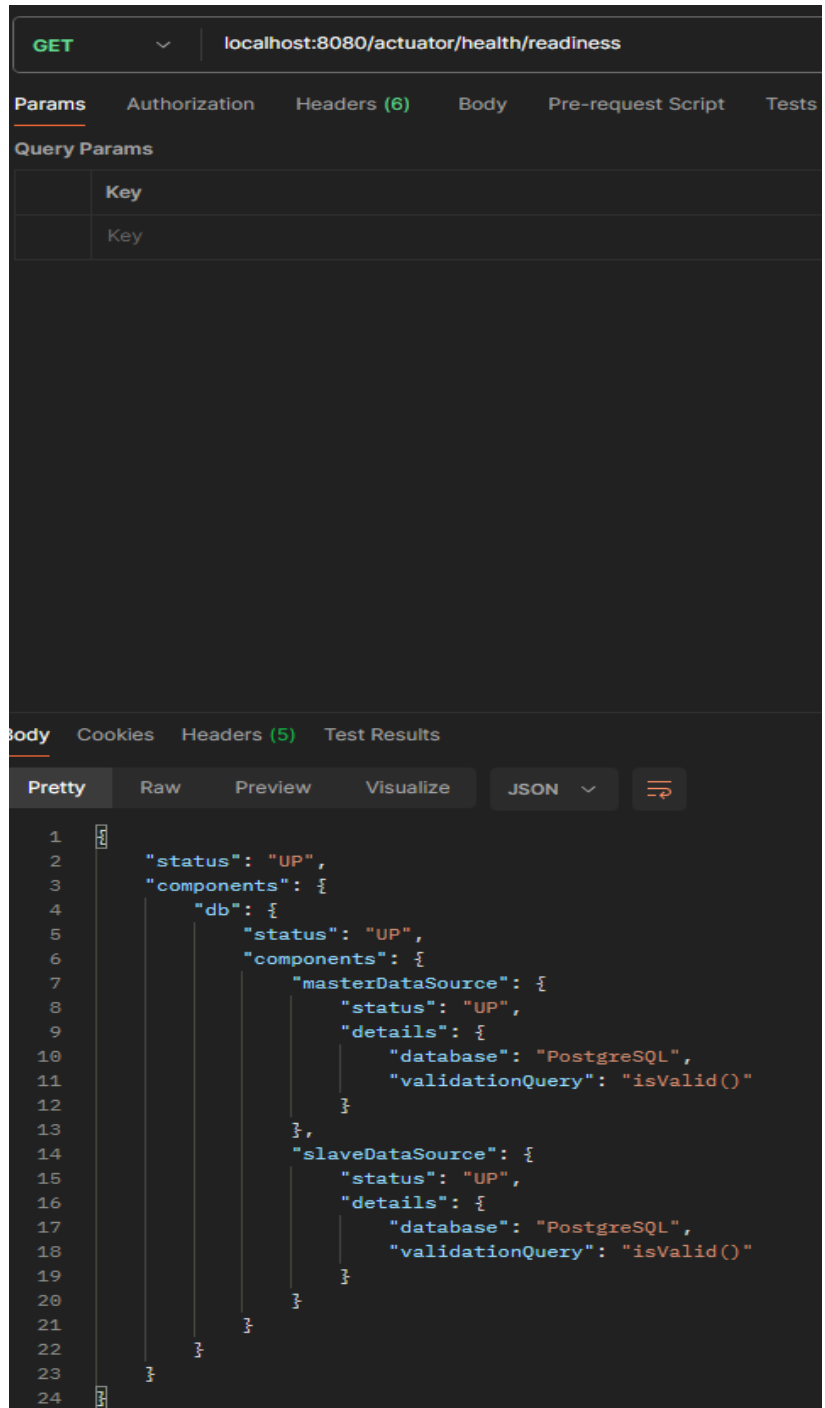 GET localhost:8080/actuator/health/readiness
Params Authorization Headers (6) Body Pre-request Script Tests
Query Params
Key
Key
Body Cookies Headers (5) Test Results
Pretty Raw Preview Visualize JSON
1 {
2 "status": "UP",
3 "components": {
4 "db": {
5 "status": "UP",
6 "components": {
7 "masterDataSource": {
8 "status": "UP",
9 "details": {
10 "database": "PostgreSQL",
11 "validationQuery": "isValid()"
12 }
13 },
14 "slaveDataSource": {
15 "status": "UP",
16 "details": {
17 "database": "PostgreSQL",
18 "validationQuery": "isValid()"
19 }
20 }
21 }
22 }
23 }
24 }